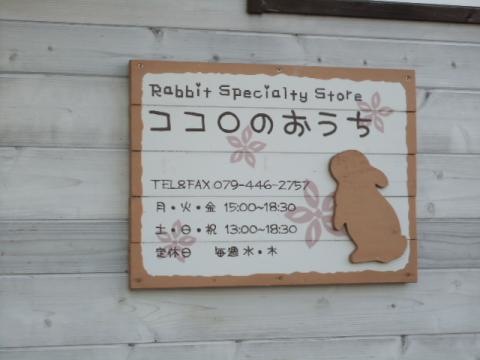 Rabbit Specialty Store
ココロのおうち
TEL&FAX 079-446-2757
月・火・金 15:00~18:30
土・日・祝 13:00~18:30
定休日 毎週水・木